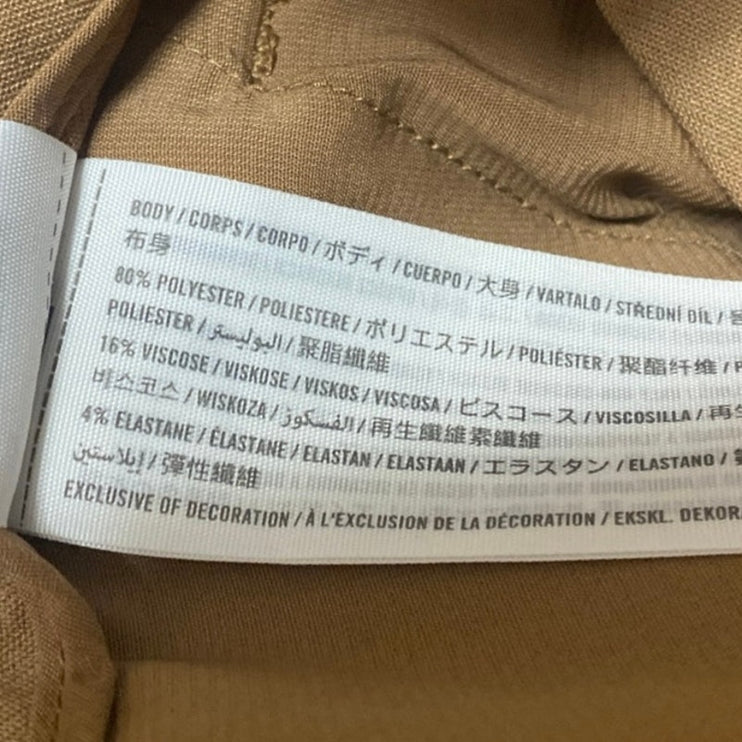 BODY / CORPS / CORPO / ボディ / CUERPO / 大身 / VARTALO / STŘEDNÍ DÍL /
布身
80% POLYESTER / POLIESTERE / ポリエステル / POLIÉSTER / 聚酯纤维 /
POLIESTER / البوليستر / 聚脂纖維
16% VISCOSE / VISKOSE / VISKOS / VISCOSA / ビスコース / VISCOSILLA / 再生
비스코스 / WISKOZA / الفسكوز / 再生纖維素纖維
4% ELASTANE / ÉLASTANE / ELASTAN / ELASTAAN / エラスタン / ELASTANO /
إيلاستين / 彈性纖維
EXCLUSIVE OF DECORATION / À L'EXCLUSION DE LA DÉCORATION / EKSKL. DEKOR